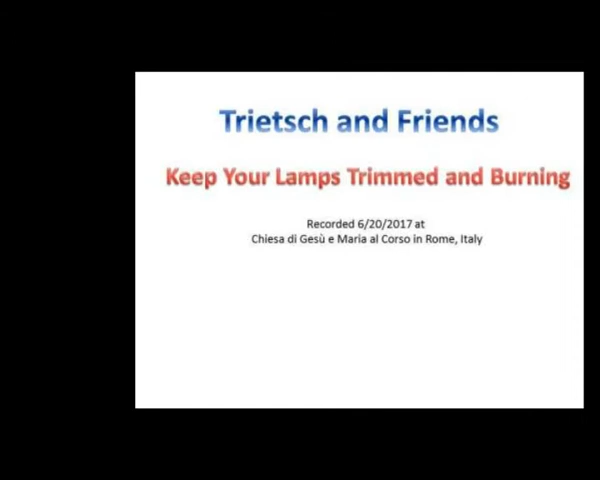 Trietsch and Friends
Keep Your Lamps Trimmed and Burning
Recorded 6/20/2017 at
Chiesa di Gesù e Maria al Corso in Rome, Italy